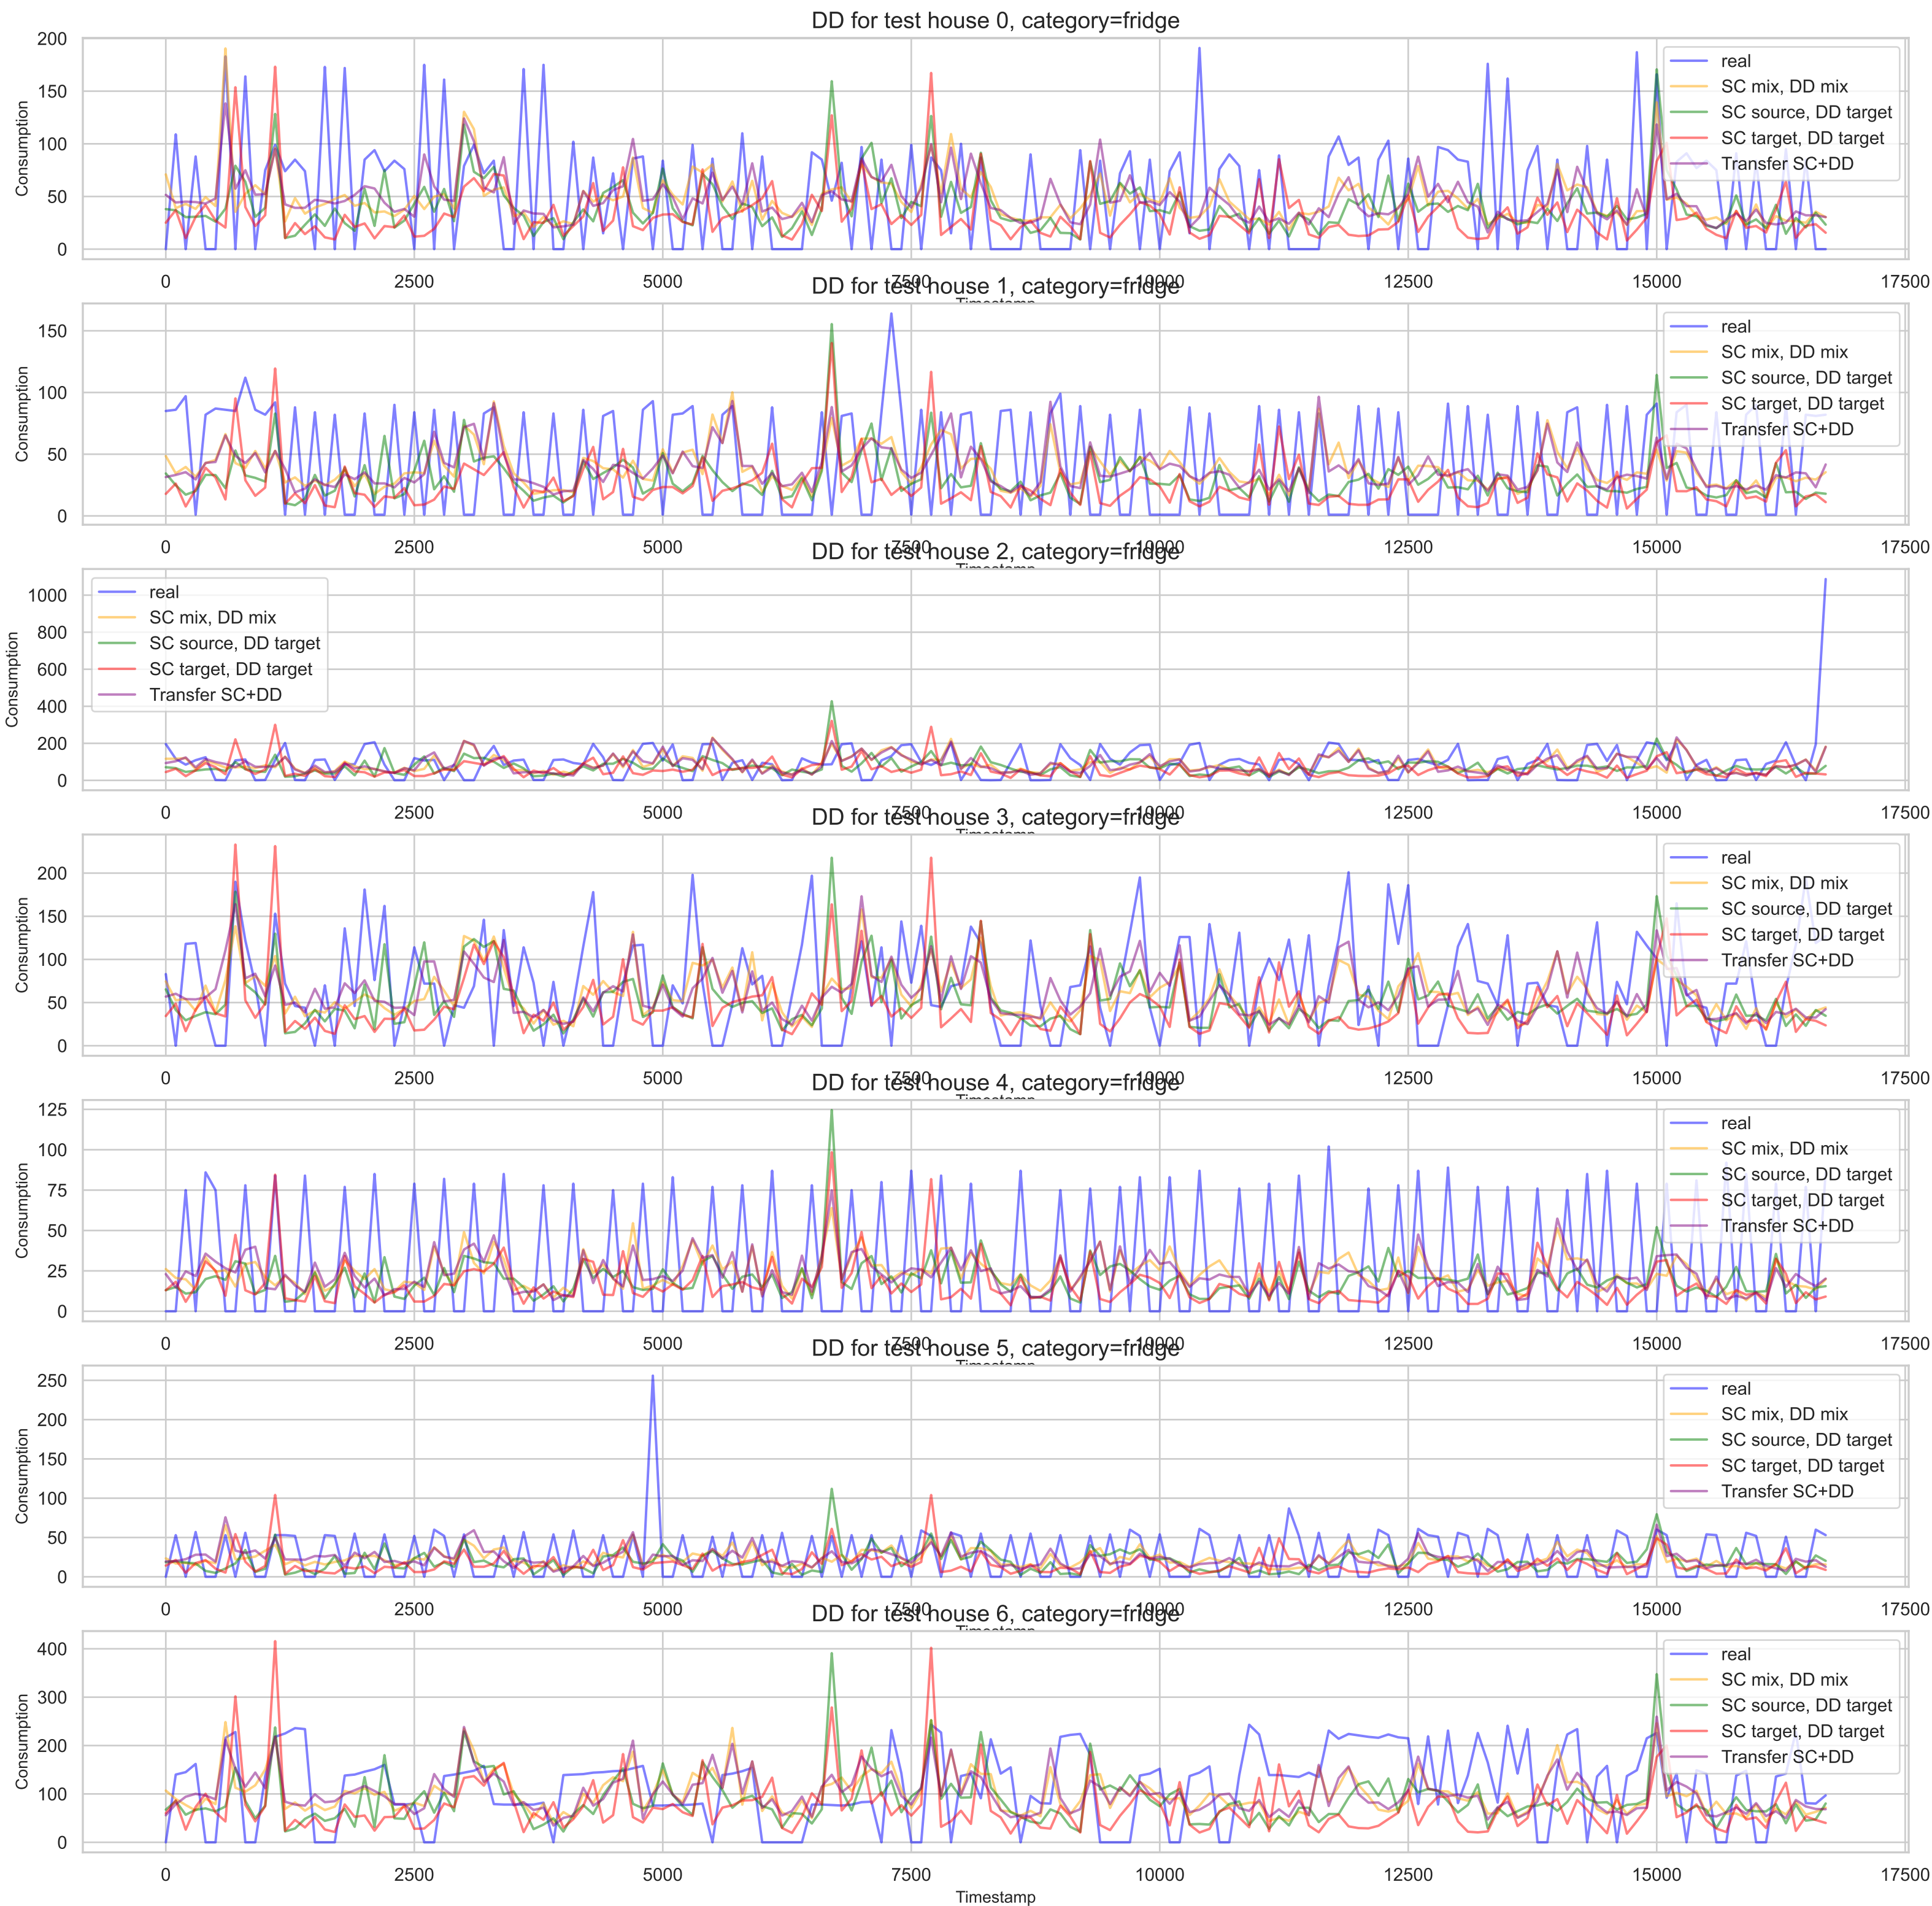 DD for test house 0, category=fridge
Consumption
200
150
100
50
0
real
SC mix, DD mix
SC source, DD target
SC target, DD target
Transfer SC+DD
0 2500 5000 7500 10000 12500 15000 17500
Timestamp
DD for test house 1, category=fridge
Consumption
150
100
50
0
real
SC mix, DD mix
SC source, DD target
SC target, DD target
Transfer SC+DD
0 2500 5000 7500 10000 12500 15000 17500
Timestamp
DD for test house 2, category=fridge
Consumption
1000
800
600
400
200
0
real
SC mix, DD mix
SC source, DD target
SC target, DD target
Transfer SC+DD
0 2500 5000 7500 10000 12500 15000 17500
Timestamp
DD for test house 3, category=fridge
Consumption
200
150
100
50
0
real
SC mix, DD mix
SC source, DD target
SC target, DD target
Transfer SC+DD
0 2500 5000 7500 10000 12500 15000 17500
Timestamp
DD for test house 4, category=fridge
Consumption
125
100
75
50
25
0
real
SC mix, DD mix
SC source, DD target
SC target, DD target
Transfer SC+DD
0 2500 5000 7500 10000 12500 15000 17500
Timestamp
DD for test house 5, category=fridge
Consumption
250
200
150
100
50
0
real
SC mix, DD mix
SC source, DD target
SC target, DD target
Transfer SC+DD
0 2500 5000 7500 10000 12500 15000 17500
Timestamp
DD for test house 6, category=fridge
Consumption
400
300
200
100
0
real
SC mix, DD mix
SC source, DD target
SC target, DD target
Transfer SC+DD
0 2500 5000 7500 10000 12500 15000 17500
Timestamp